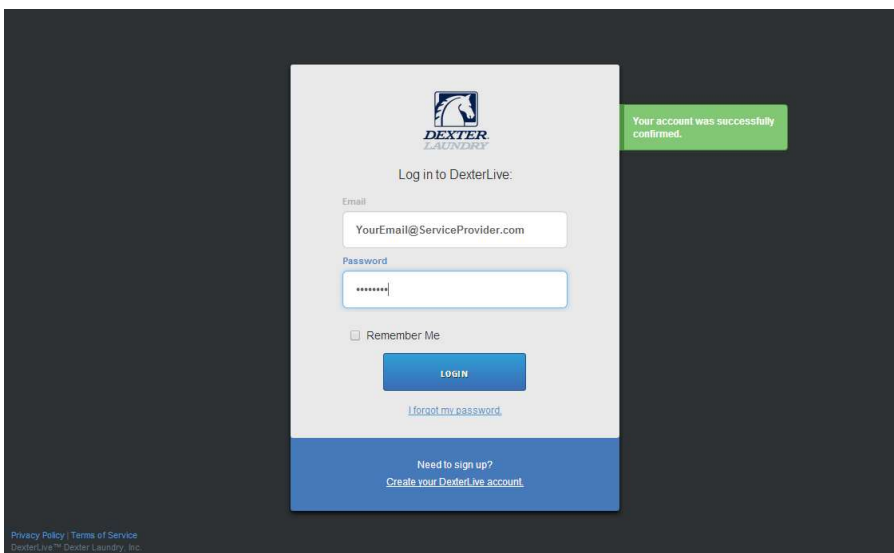 DEXTER
LAUNDRY
Your account was successfully
confirmed.
Log in to DexterLive:
Email
YourEmail@ServiceProvider.com
Password
••••••••
Remember Me
LOGIN
I forgot my password.
Need to sign up?
Create your DexterLive account.
Privacy Policy | Terms of Service
DexterLive™ Dexter Laundry, Inc.